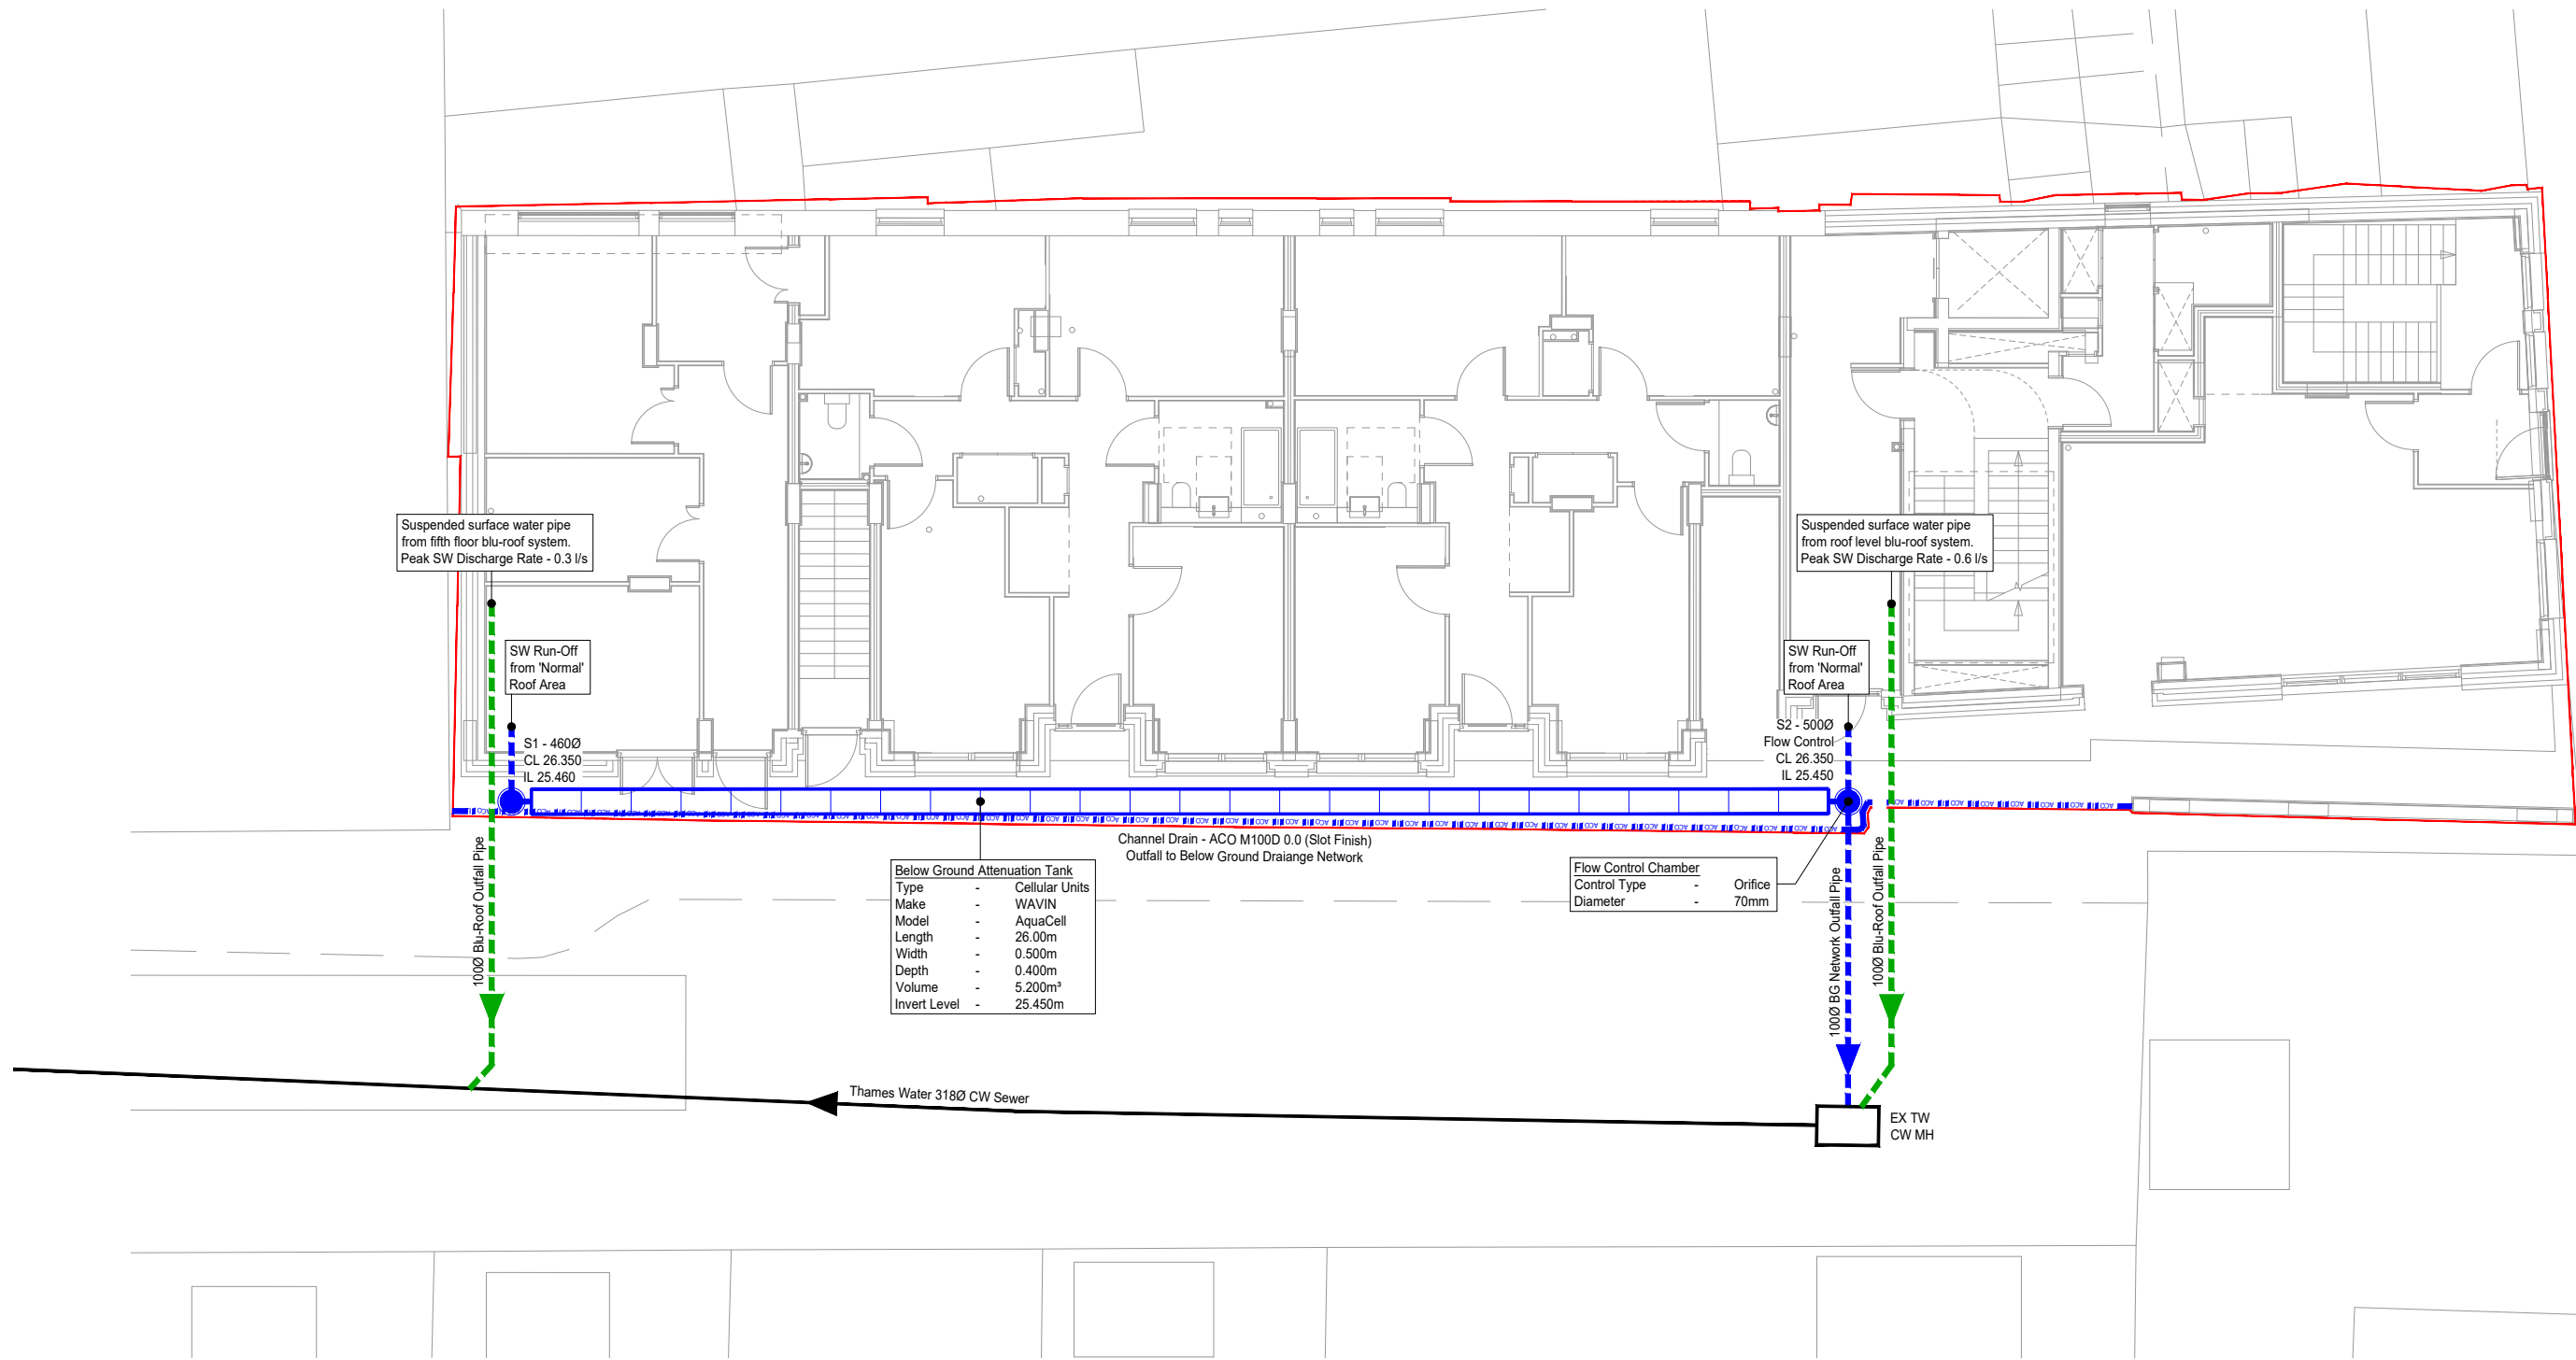 Suspended surface water pipe
from fifth floor blu-roof system.
Peak SW Discharge Rate - 0.3 l/s
Suspended surface water pipe
from roof level blu-roof system.
Peak SW Discharge Rate - 0.6 l/s
SW Run-Off
from 'Normal'
Roof Area
SW Run-Off
from 'Normal'
Roof Area
S1 - 460Ø
CL 26.350
IL 25.460
S2 - 500Ø
Flow Control
CL 26.350
IL 25.450
Channel Drain - ACO M100D 0.0 (Slot Finish)
Outfall to Below Ground Draiange Network
Below Ground Attenuation Tank
Type - Cellular Units
Make - WAVIN
Model - AquaCell
Length - 26.00m
Width - 0.500m
Depth - 0.400m
Volume - 5.200m³
Invert Level - 25.450m
Flow Control Chamber
Control Type - Orifice
Diameter - 70mm
100Ø Blu-Roof Outfall Pipe
100Ø BG Network Outfall Pipe
100Ø Blu-Roof Outfall Pipe
Thames Water 318Ø CW Sewer
EX TW
CW MH